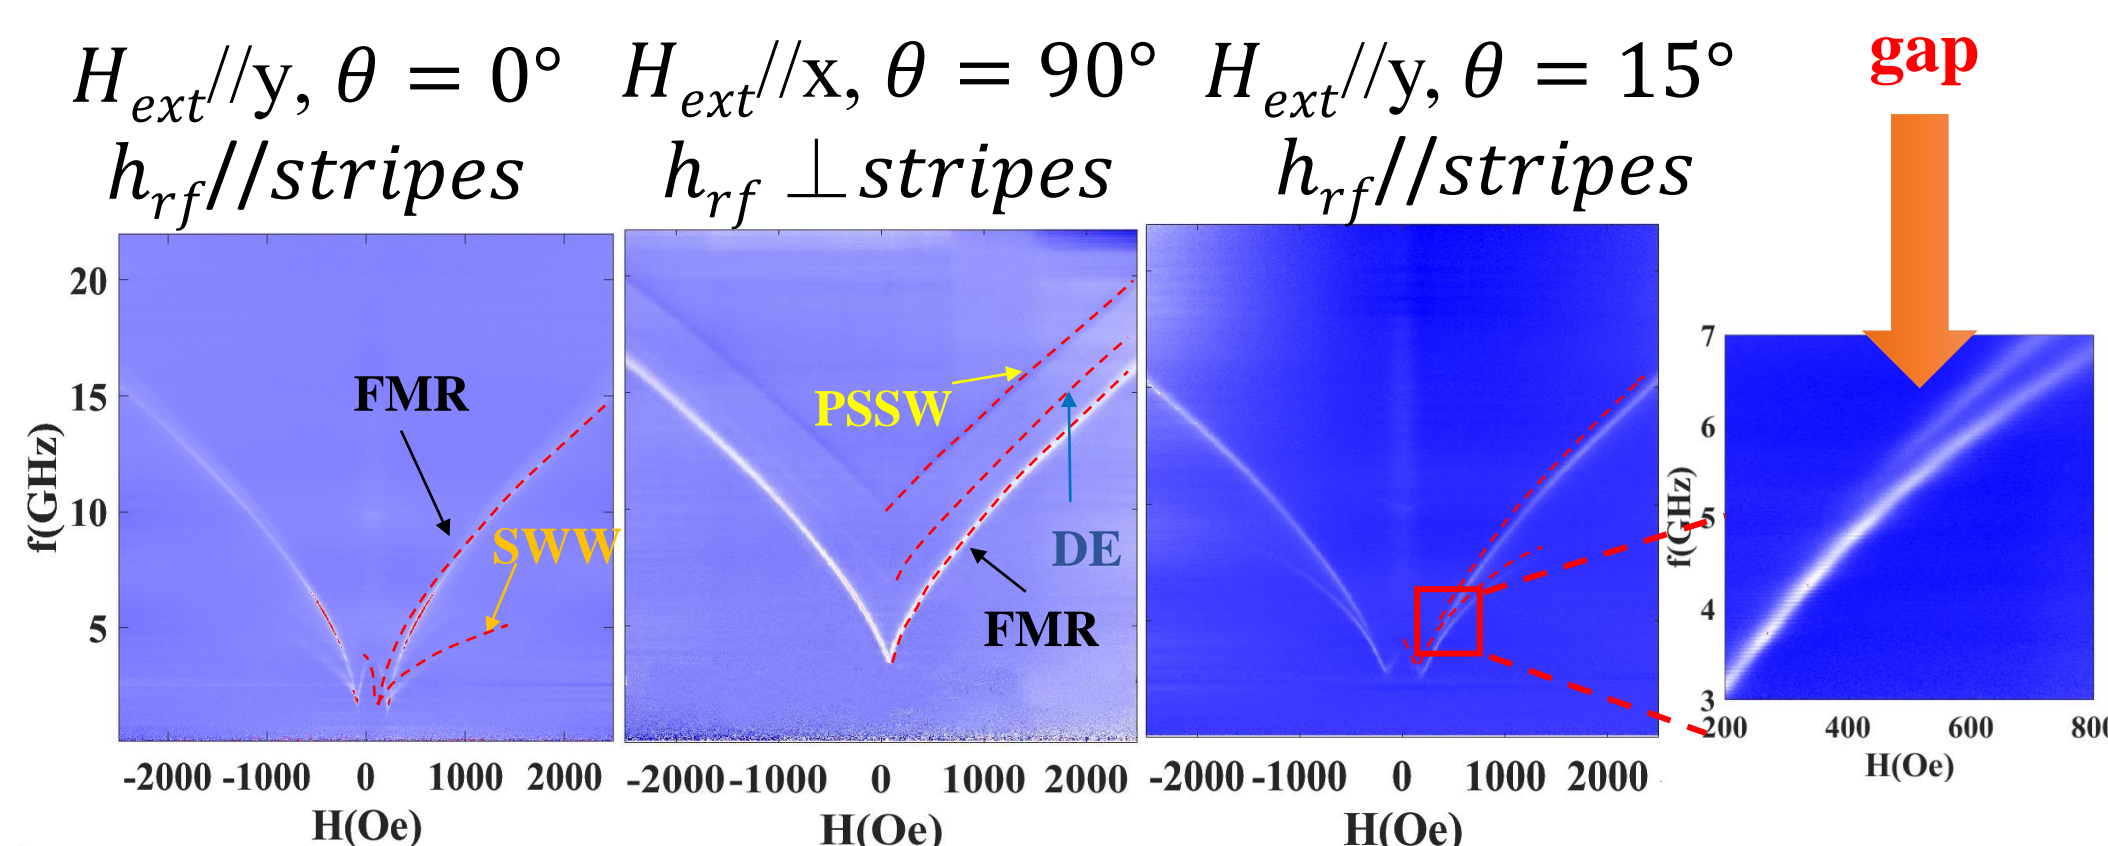 H_ext//y, θ = 0°
h_rf//stripes
H_ext//x, θ = 90°
h_rf ⊥ stripes
H_ext//y, θ = 15°
h_rf//stripes
gap
f(GHz)
20
15
10
5
FMR
SWW
-2000 -1000 0 1000 2000
H(Oe)
PSSW
DE
FMR
-2000 -1000 0 1000 2000
H(Oe)
-2000 -1000 0 1000 2000
H(Oe)
f(GHz)
7
6
5
4
3
200 400 600 800
H(Oe)